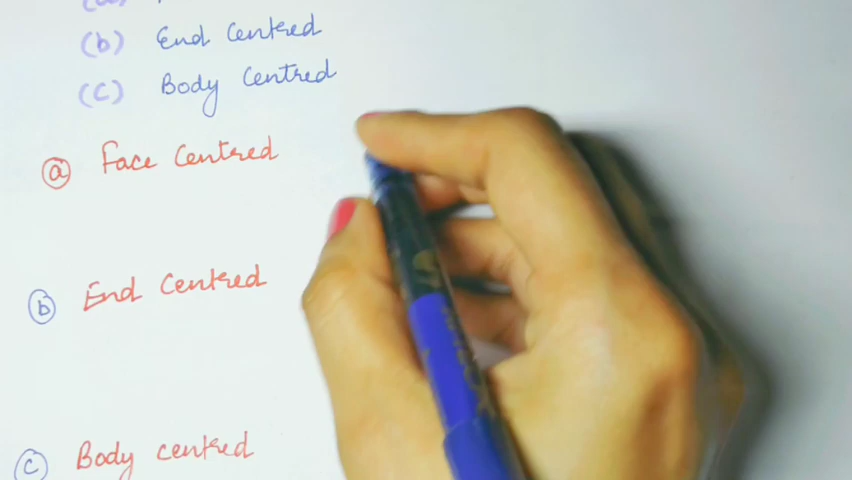 (b) End Centred
(c) Body Centred
(a) Face Centred
(b) End Centred
(c) Body centred